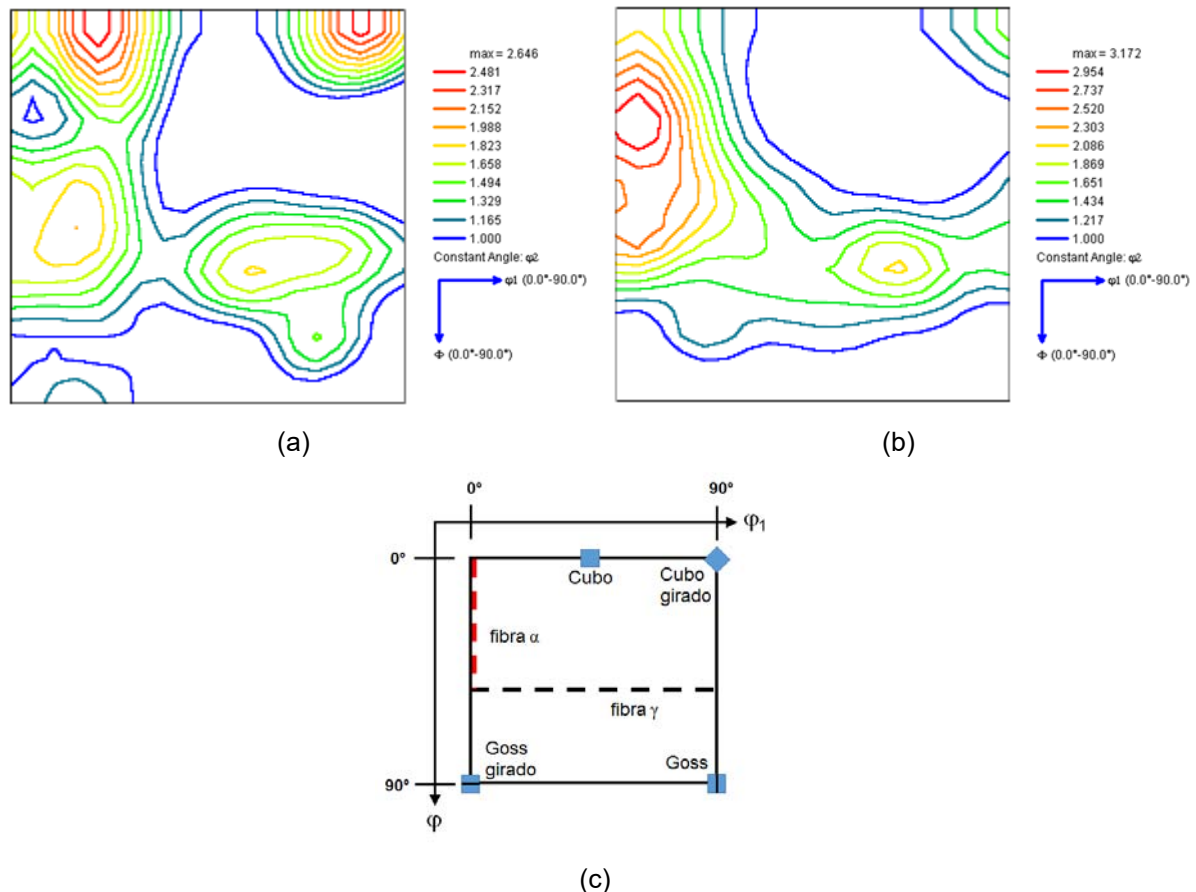 max = 2.646
2.481
2.317
2.152
1.988
1.823
1.658
1.494
1.329
1.165
1.000
Constant Angle: φ2
φ1 (0.0°-90.0°)
Φ (0.0°-90.0°)
(a)
max = 3.172
2.954
2.737
2.520
2.303
2.086
1.869
1.651
1.434
1.217
1.000
Constant Angle: φ2
φ1 (0.0°-90.0°)
Φ (0.0°-90.0°)
(b)
0° 90°
φ1
0°
Cubo
Cubo
girado
fibra α
fibra γ
Goss
girado
Goss
90°
φ
(c)